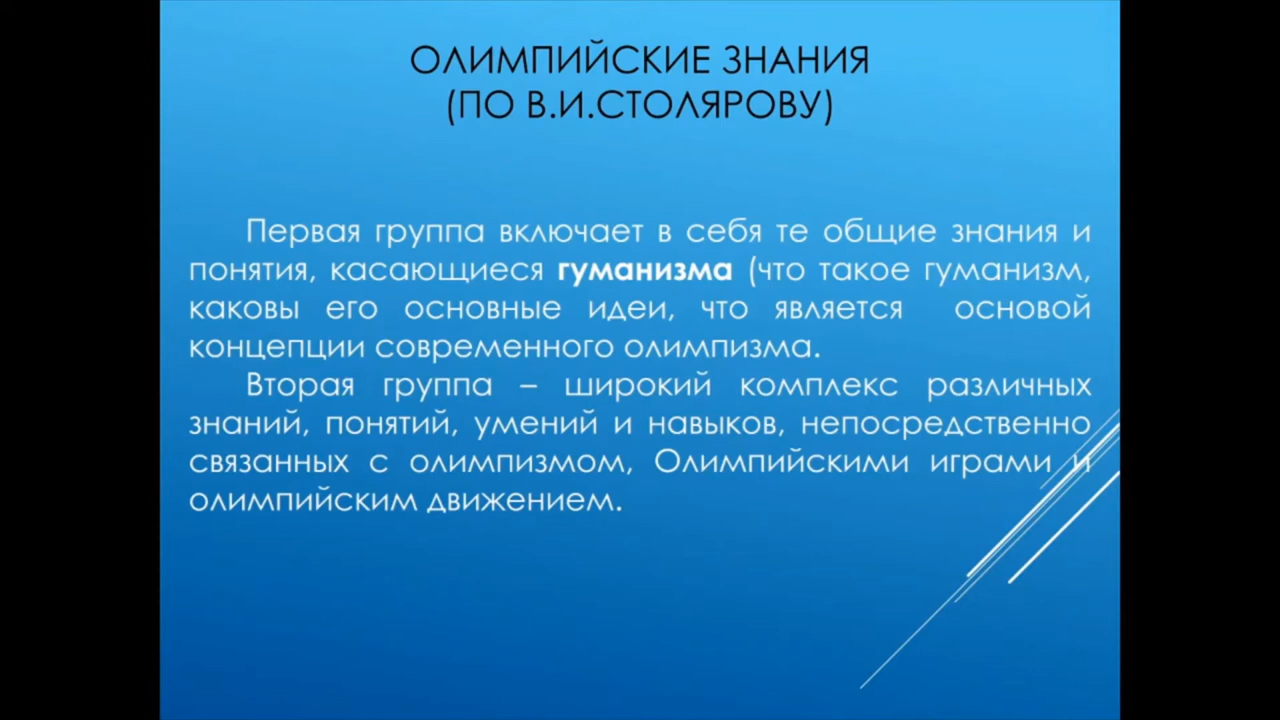 ОЛИМПИЙСКИЕ ЗНАНИЯ
(ПО В.И.СТОЛЯРОВУ)
Первая группа включает в себя те общие знания и
понятия, касающиеся гуманизма (что такое гуманизм,
каковы его основные идеи, что является основой
концепции современного олимпизма.
Вторая группа – широкий комплекс различных
знаний, понятий, умений и навыков, непосредственно
связанных с олимпизмом, Олимпийскими играми и
олимпийским движением.